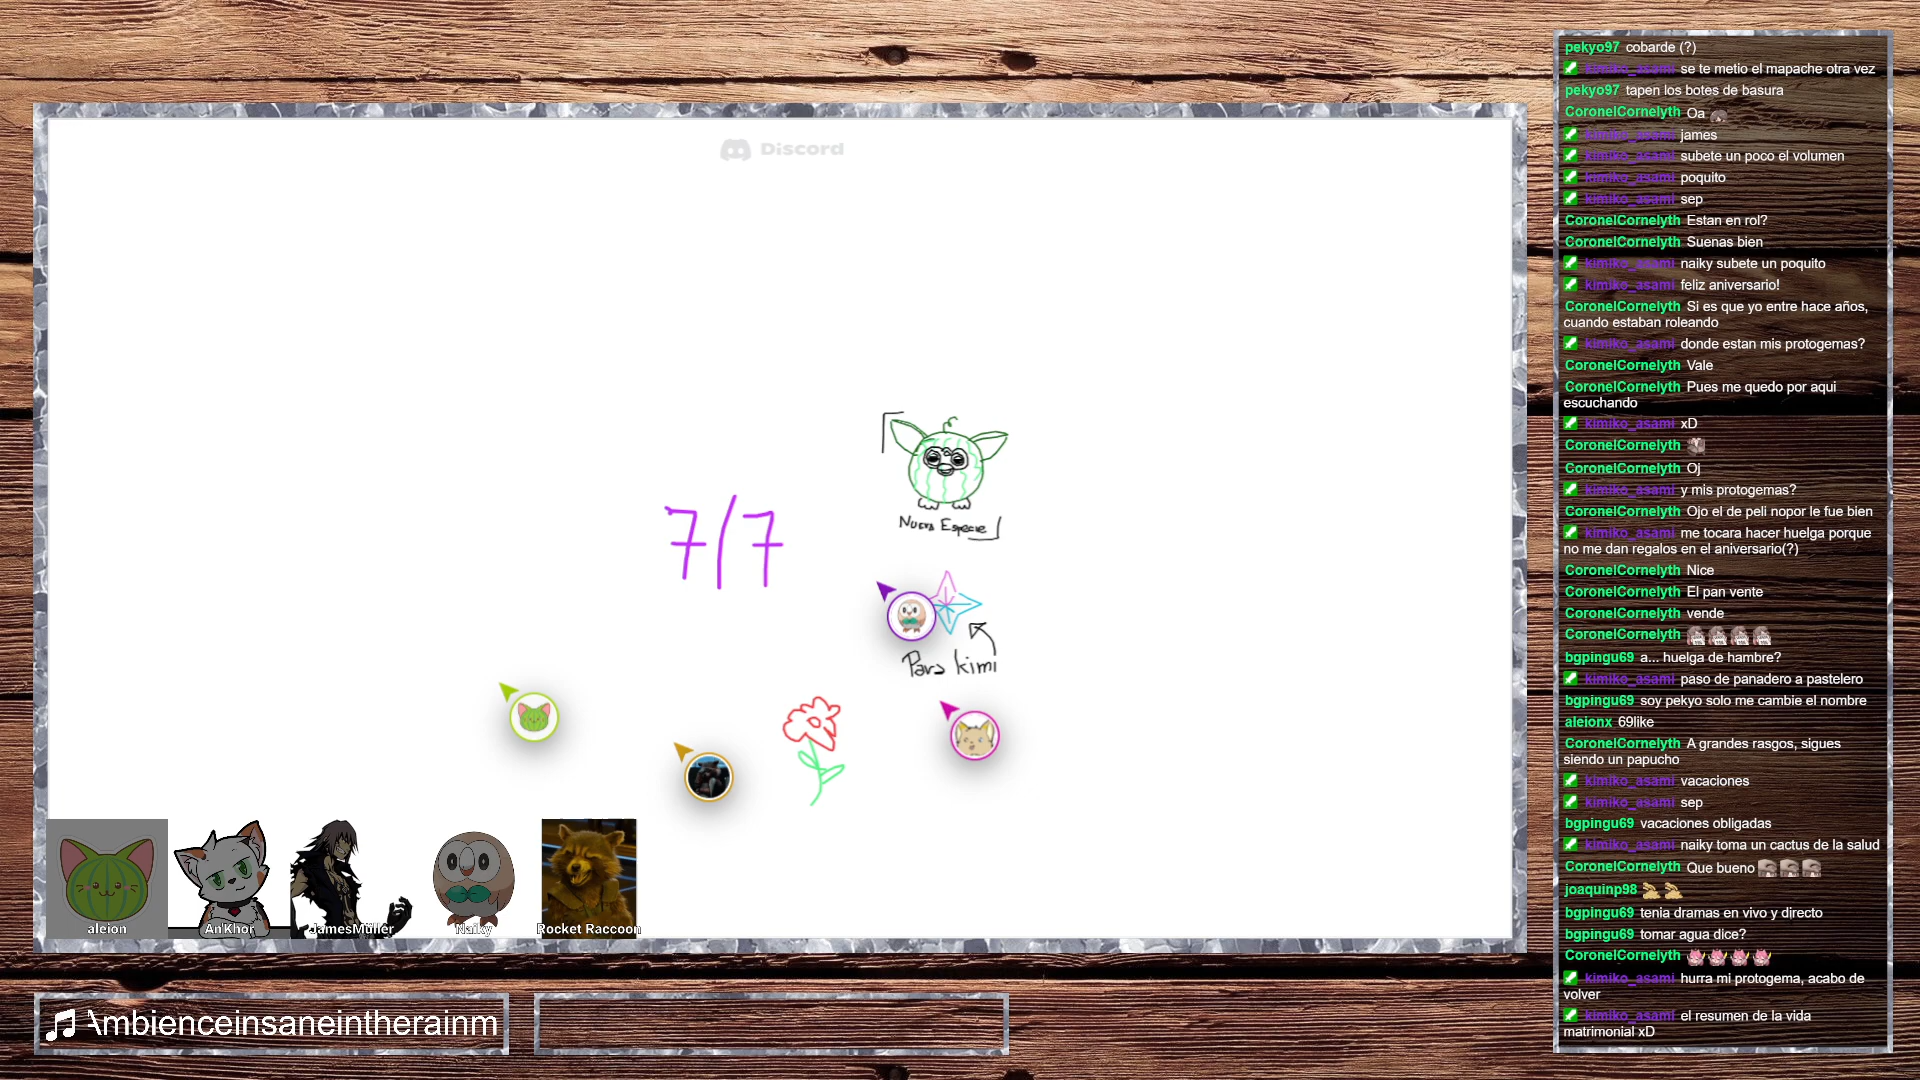 Discord
Nueva Especie
7/7
Para kimi
aleion
An'Khor
JamesMüller
Naiky
Rocket Raccoon
Ambienceinsaneintherainm
pekyo97 cobarde (?)
kimiko_asami se te metio el mapache otra vez
pekyo97 tapen los botes de basura
CoronelCornelyth Oa
kimiko_asami james
kimiko_asami subete un poco el volumen
kimiko_asami poquito
kimiko_asami sep
CoronelCornelyth Estan en rol?
CoronelCornelyth Suenas bien
kimiko_asami naiky subete un poquito
kimiko_asami feliz aniversario!
CoronelCornelyth Si es que yo entre hace años,
cuando estaban roleando
kimiko_asami donde estan mis protogemas?
CoronelCornelyth Vale
CoronelCornelyth Pues me quedo por aqui
escuchando
kimiko_asami xD
CoronelCornelyth
CoronelCornelyth Oj
kimiko_asami y mis protogemas?
CoronelCornelyth Ojo el de peli nopor le fue bien
kimiko_asami me tocara hacer huelga porque
no me dan regalos en el aniversario(?)
CoronelCornelyth Nice
CoronelCornelyth El pan vente
CoronelCornelyth vende
CoronelCornelyth
bgpingu69 a... huelga de hambre?
kimiko_asami paso de panadero a pastelero
bgpingu69 soy pekyo solo me cambie el nombre
aleionx 69like
CoronelCornelyth A grandes rasgos, sigues
siendo un papucho
kimiko_asami vacaciones
kimiko_asami sep
bgpingu69 vacaciones obligadas
kimiko_asami naiky toma un cactus de la salud
CoronelCornelyth Que bueno
joaquinp98
bgpingu69 tenia dramas en vivo y directo
bgpingu69 tomar agua dice?
CoronelCornelyth
kimiko_asami hurra mi protogema, acabo de
volver
kimiko_asami el resumen de la vida
matrimonial xD